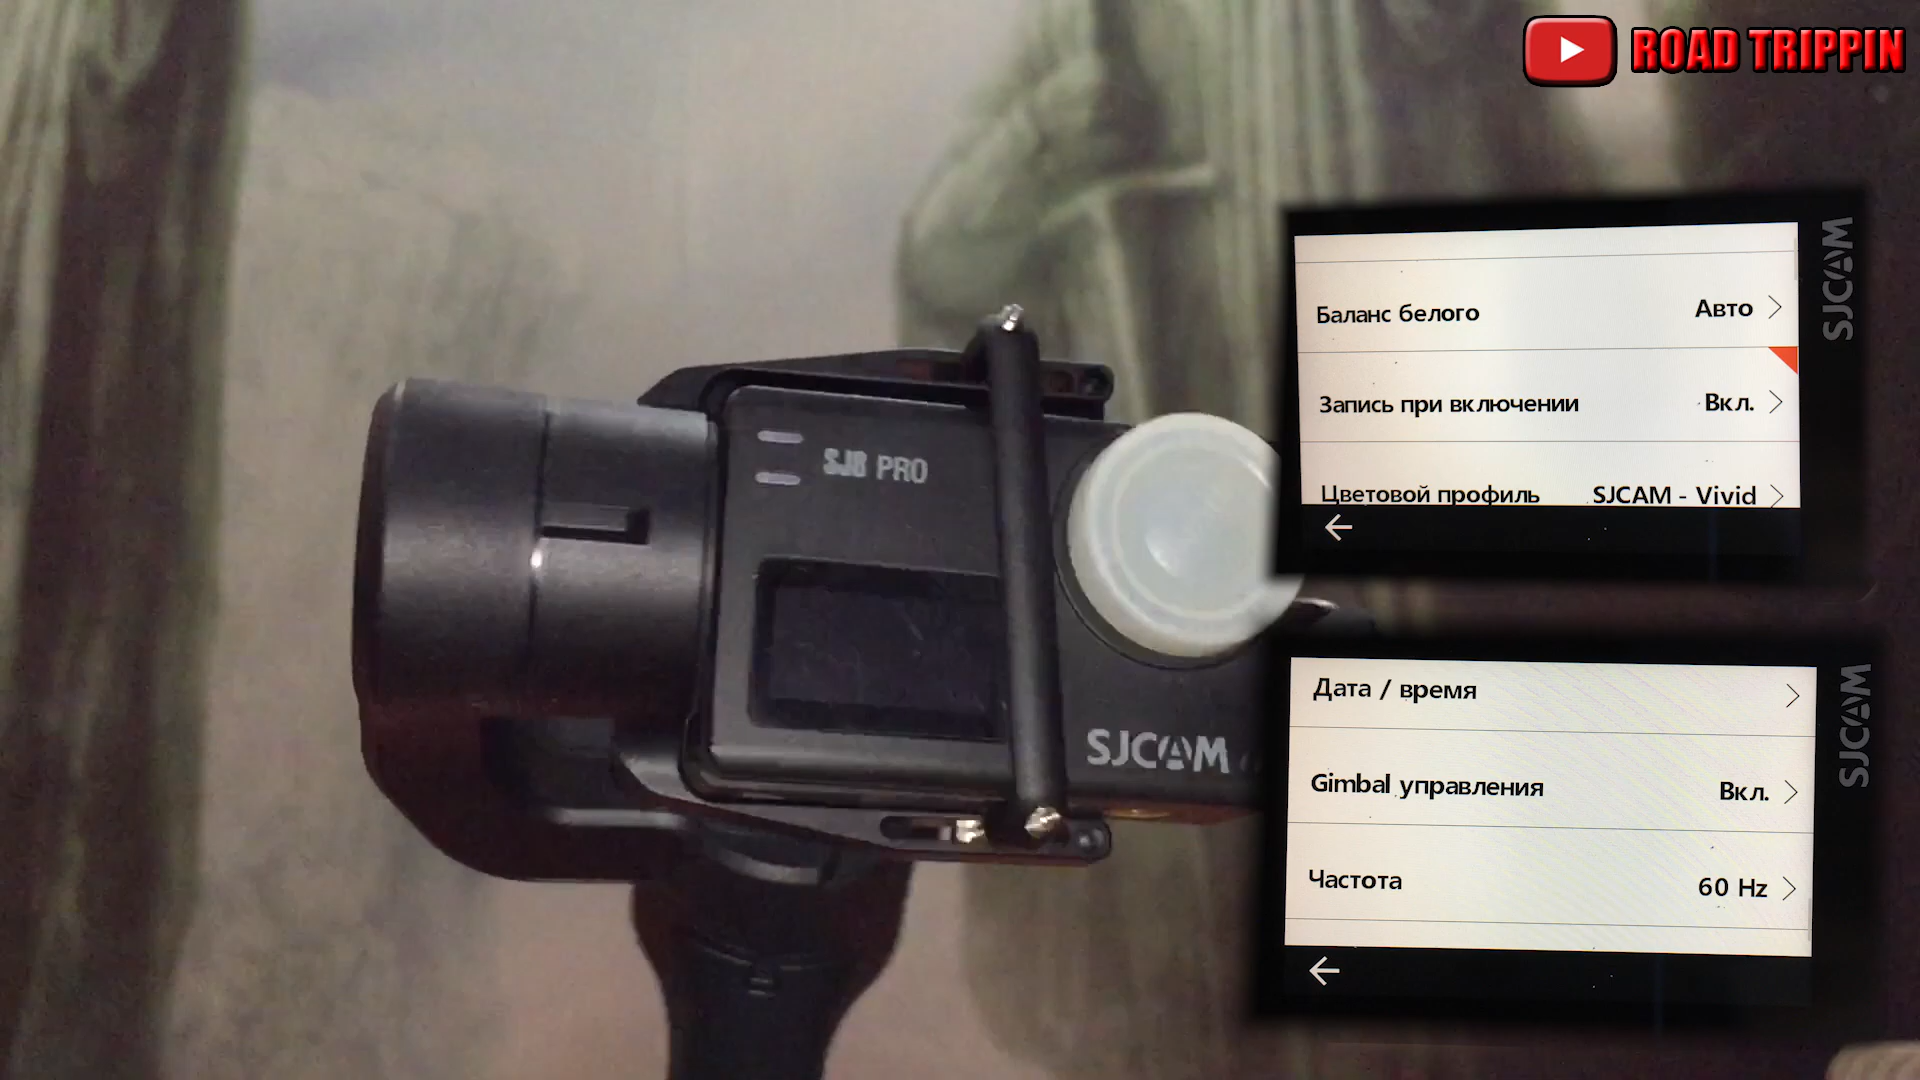 ROAD TRIPPIN
SJ8 PRO
SJCAM
Баланс белого Авто
Запись при включении Вкл.
Цветовой профиль SJCAM - Vivid
SJCAM
Дата / время
Gimbal управления Вкл.
Частота 60 Hz
SJCAM